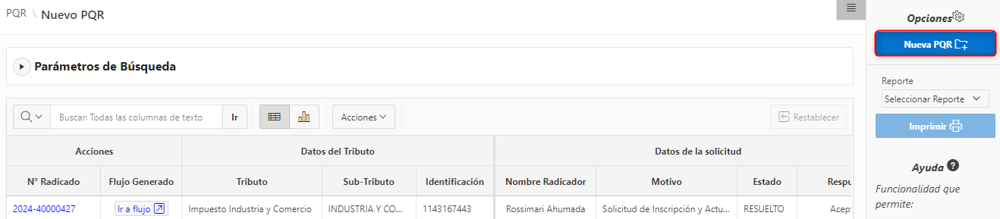 PQR \ Nuevo PQR
Opciones
Nueva PQR
Parámetros de Búsqueda
Reporte
Seleccionar Reporte
Imprimir
Buscar: Todas las columnas de texto
Ir
Acciones
Restablecer
Acciones
Datos del Tributo
Datos de la solicitud
N° Radicado
Flujo Generado
Tributo
Sub-Tributo
Identificación
Nombre Radicador
Motivo
Estado
Respu
2024-40000427
Ir a flujo
Impuesto Industria y Comercio
INDUSTRIA Y CO...
1143167443
Rossimari Ahumada
Solicitud de Inscripción y Actu...
RESUELTO
Acep
Ayuda
Funcionalidad que
permite: